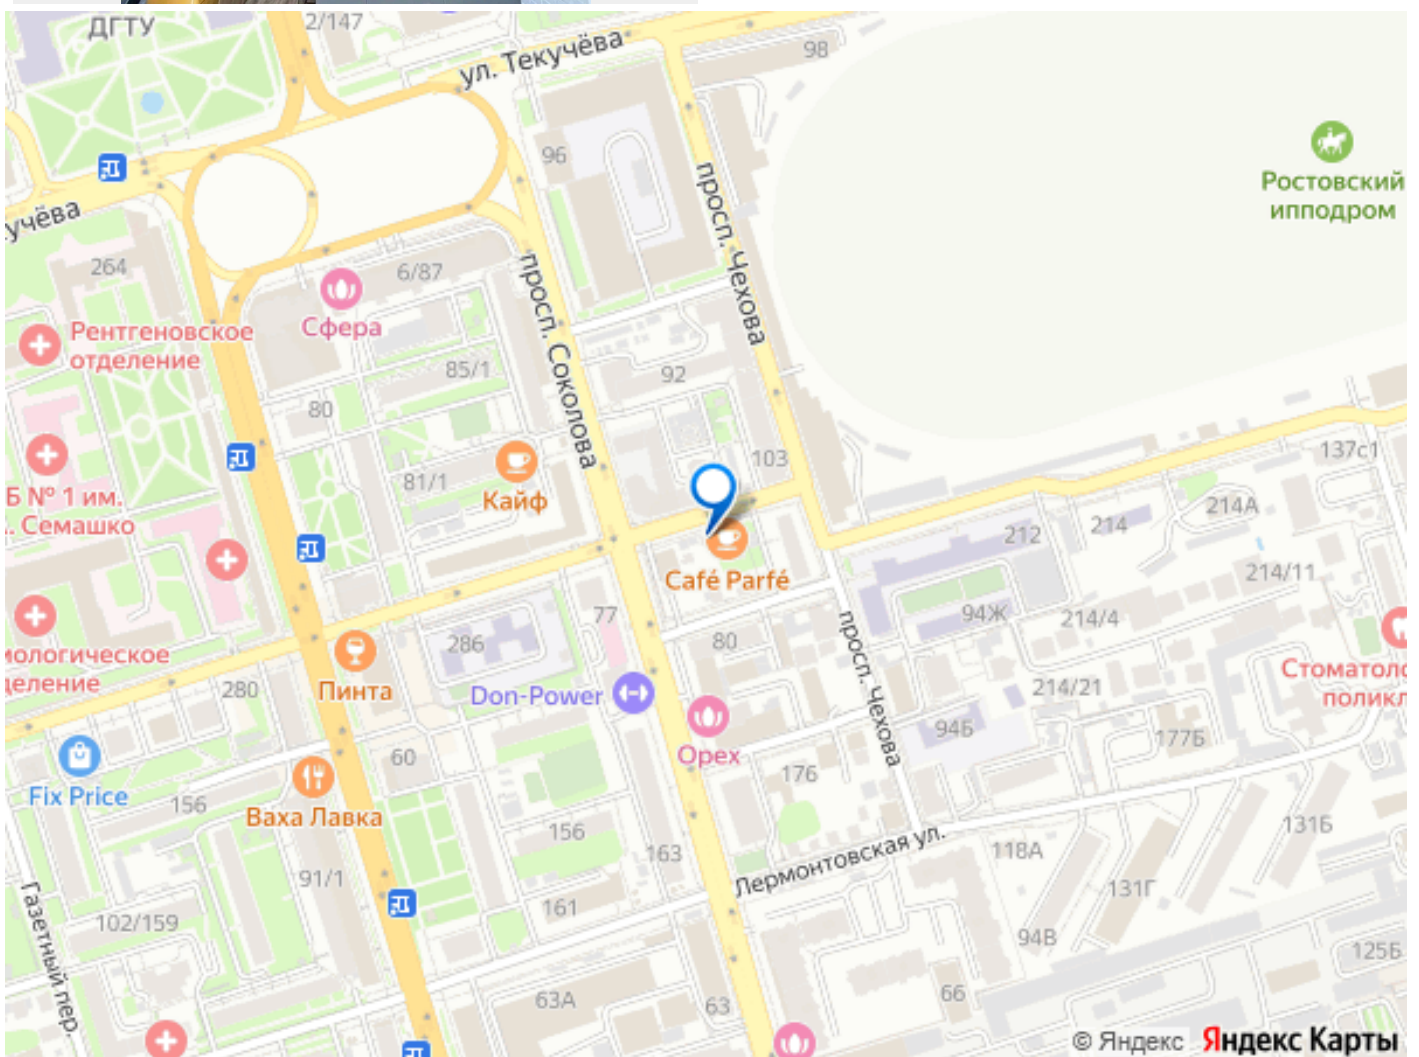 ДГТУ
2/147
ул. Текучёва
98
96
просп. Чехова
Ростовский
ипподром
учёва
264
6/87
Сфера
просп. Соколова
Рентгеновское
отделение
85/1
92
80
103
137с1
Кайф
81/1
Б № 1 им.
. Семашко
214А
214
212
Café Parfé
214/11
77
94Ж
214/4
80
просп. Чехова
286
иологическое
деление
280
Пинта
Don-Power
214/21
Стоматоло
поликл
94Б
177Б
Орех
60
176
Fix Price
156
Ваха Лавка
156
163
131Б
Лермонтовская ул.
118А
91/1
131Г
Газетный пер.
102/159
161
94В
125Б
63А
63
66
© Яндекс Яндекс Карты